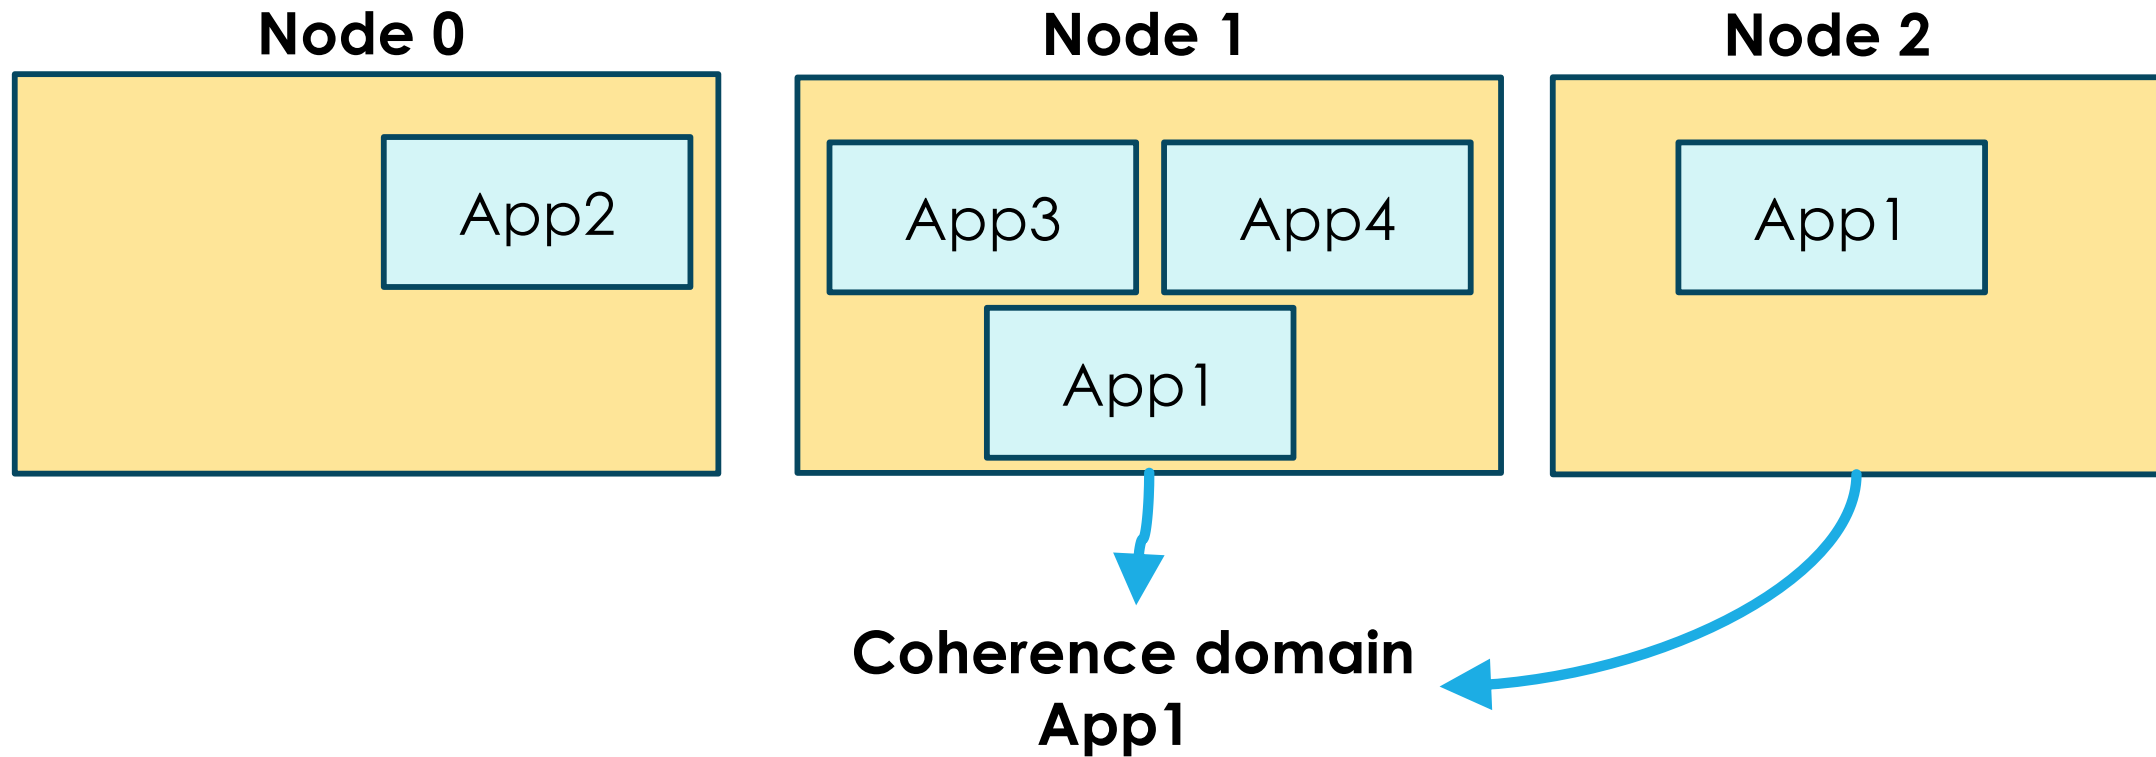 Node 0
Node 1
Node 2
App2
App3
App4
App1
App1
Coherence domain
App1